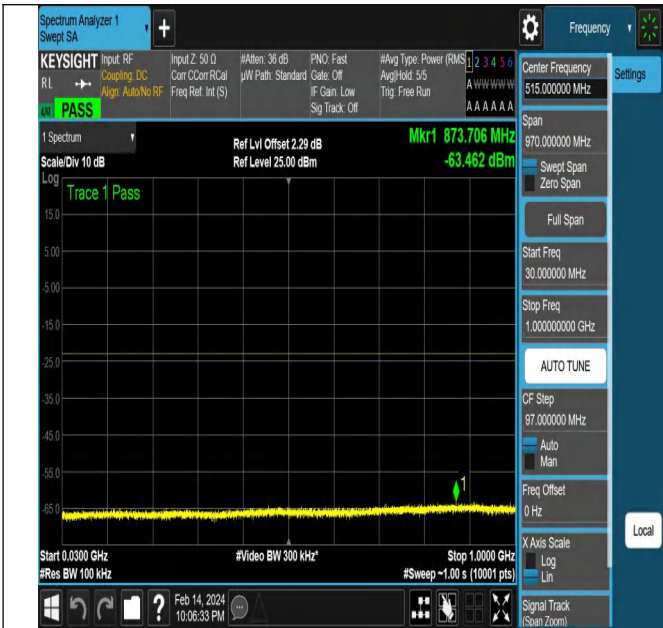 Spectrum Analyzer 1
Swept SA
Frequency
KEYSIGHT
RL
PASS
Input: RF
Coupling: DC
Align: Auto/No RF
Input Z: 50 Ω
Corr CCorr RCal
Freq Ref: Int (S)
#Atten: 36 dB
µW Path: Standard
PNO: Fast
Gate: Off
IF Gain: Low
Sig Track: Off
#Avg Type: Power (RMS
Avg|Hold: 5/5
Trig: Free Run
1 2 3 4 5 6
A W W W W W
A A A A A A
1 Spectrum
Scale/Div 10 dB
Log
Ref Lvl Offset 2.29 dB
Ref Level 25.00 dBm
Mkr1 873.706 MHz
-63.462 dBm
Trace 1 Pass
15.0
5.00
-5.00
-15.0
-25.0
-35.0
-45.0
-55.0
-65.0
1
Start 0.0300 GHz
#Res BW 100 kHz
#Video BW 300 kHz*
Stop 1.0000 GHz
#Sweep ~1.00 s (10001 pts)
?
Feb 14, 2024
10:06:33 PM
Center Frequency
515.000000 MHz
Span
970.000000 MHz
Swept Span
Zero Span
Full Span
Start Freq
30.000000 MHz
Stop Freq
1.000000000 GHz
AUTO TUNE
CF Step
97.000000 MHz
Auto
Man
Freq Offset
0 Hz
X Axis Scale
Log
Lin
Signal Track
(Span Zoom)
Settings
Local